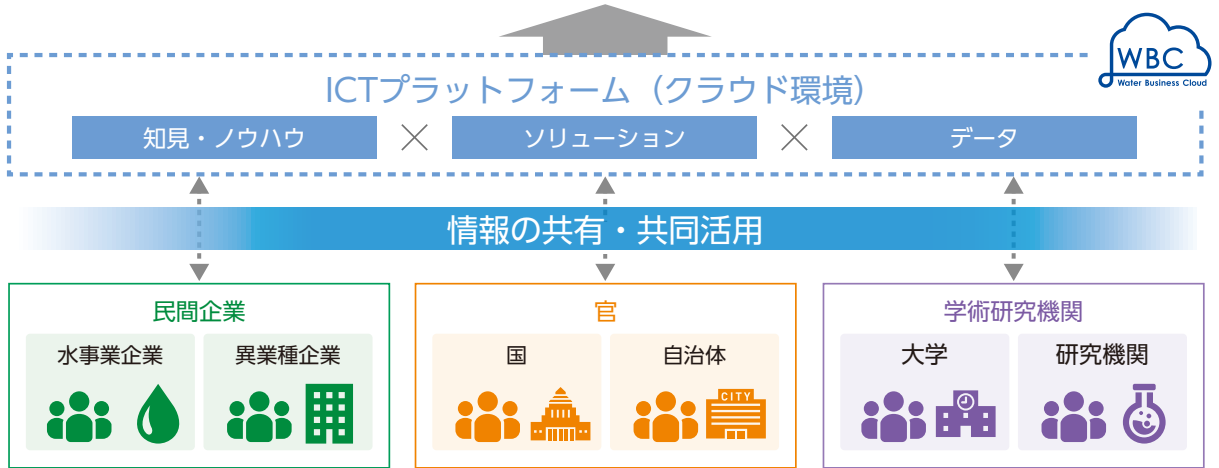 WBC
Water Business Cloud
ICTプラットフォーム（クラウド環境）
知見・ノウハウ
ソリューション
データ
情報の共有・共同活用
民間企業
水事業企業
異業種企業
官
国
自治体
CITY
学術研究機関
大学
研究機関